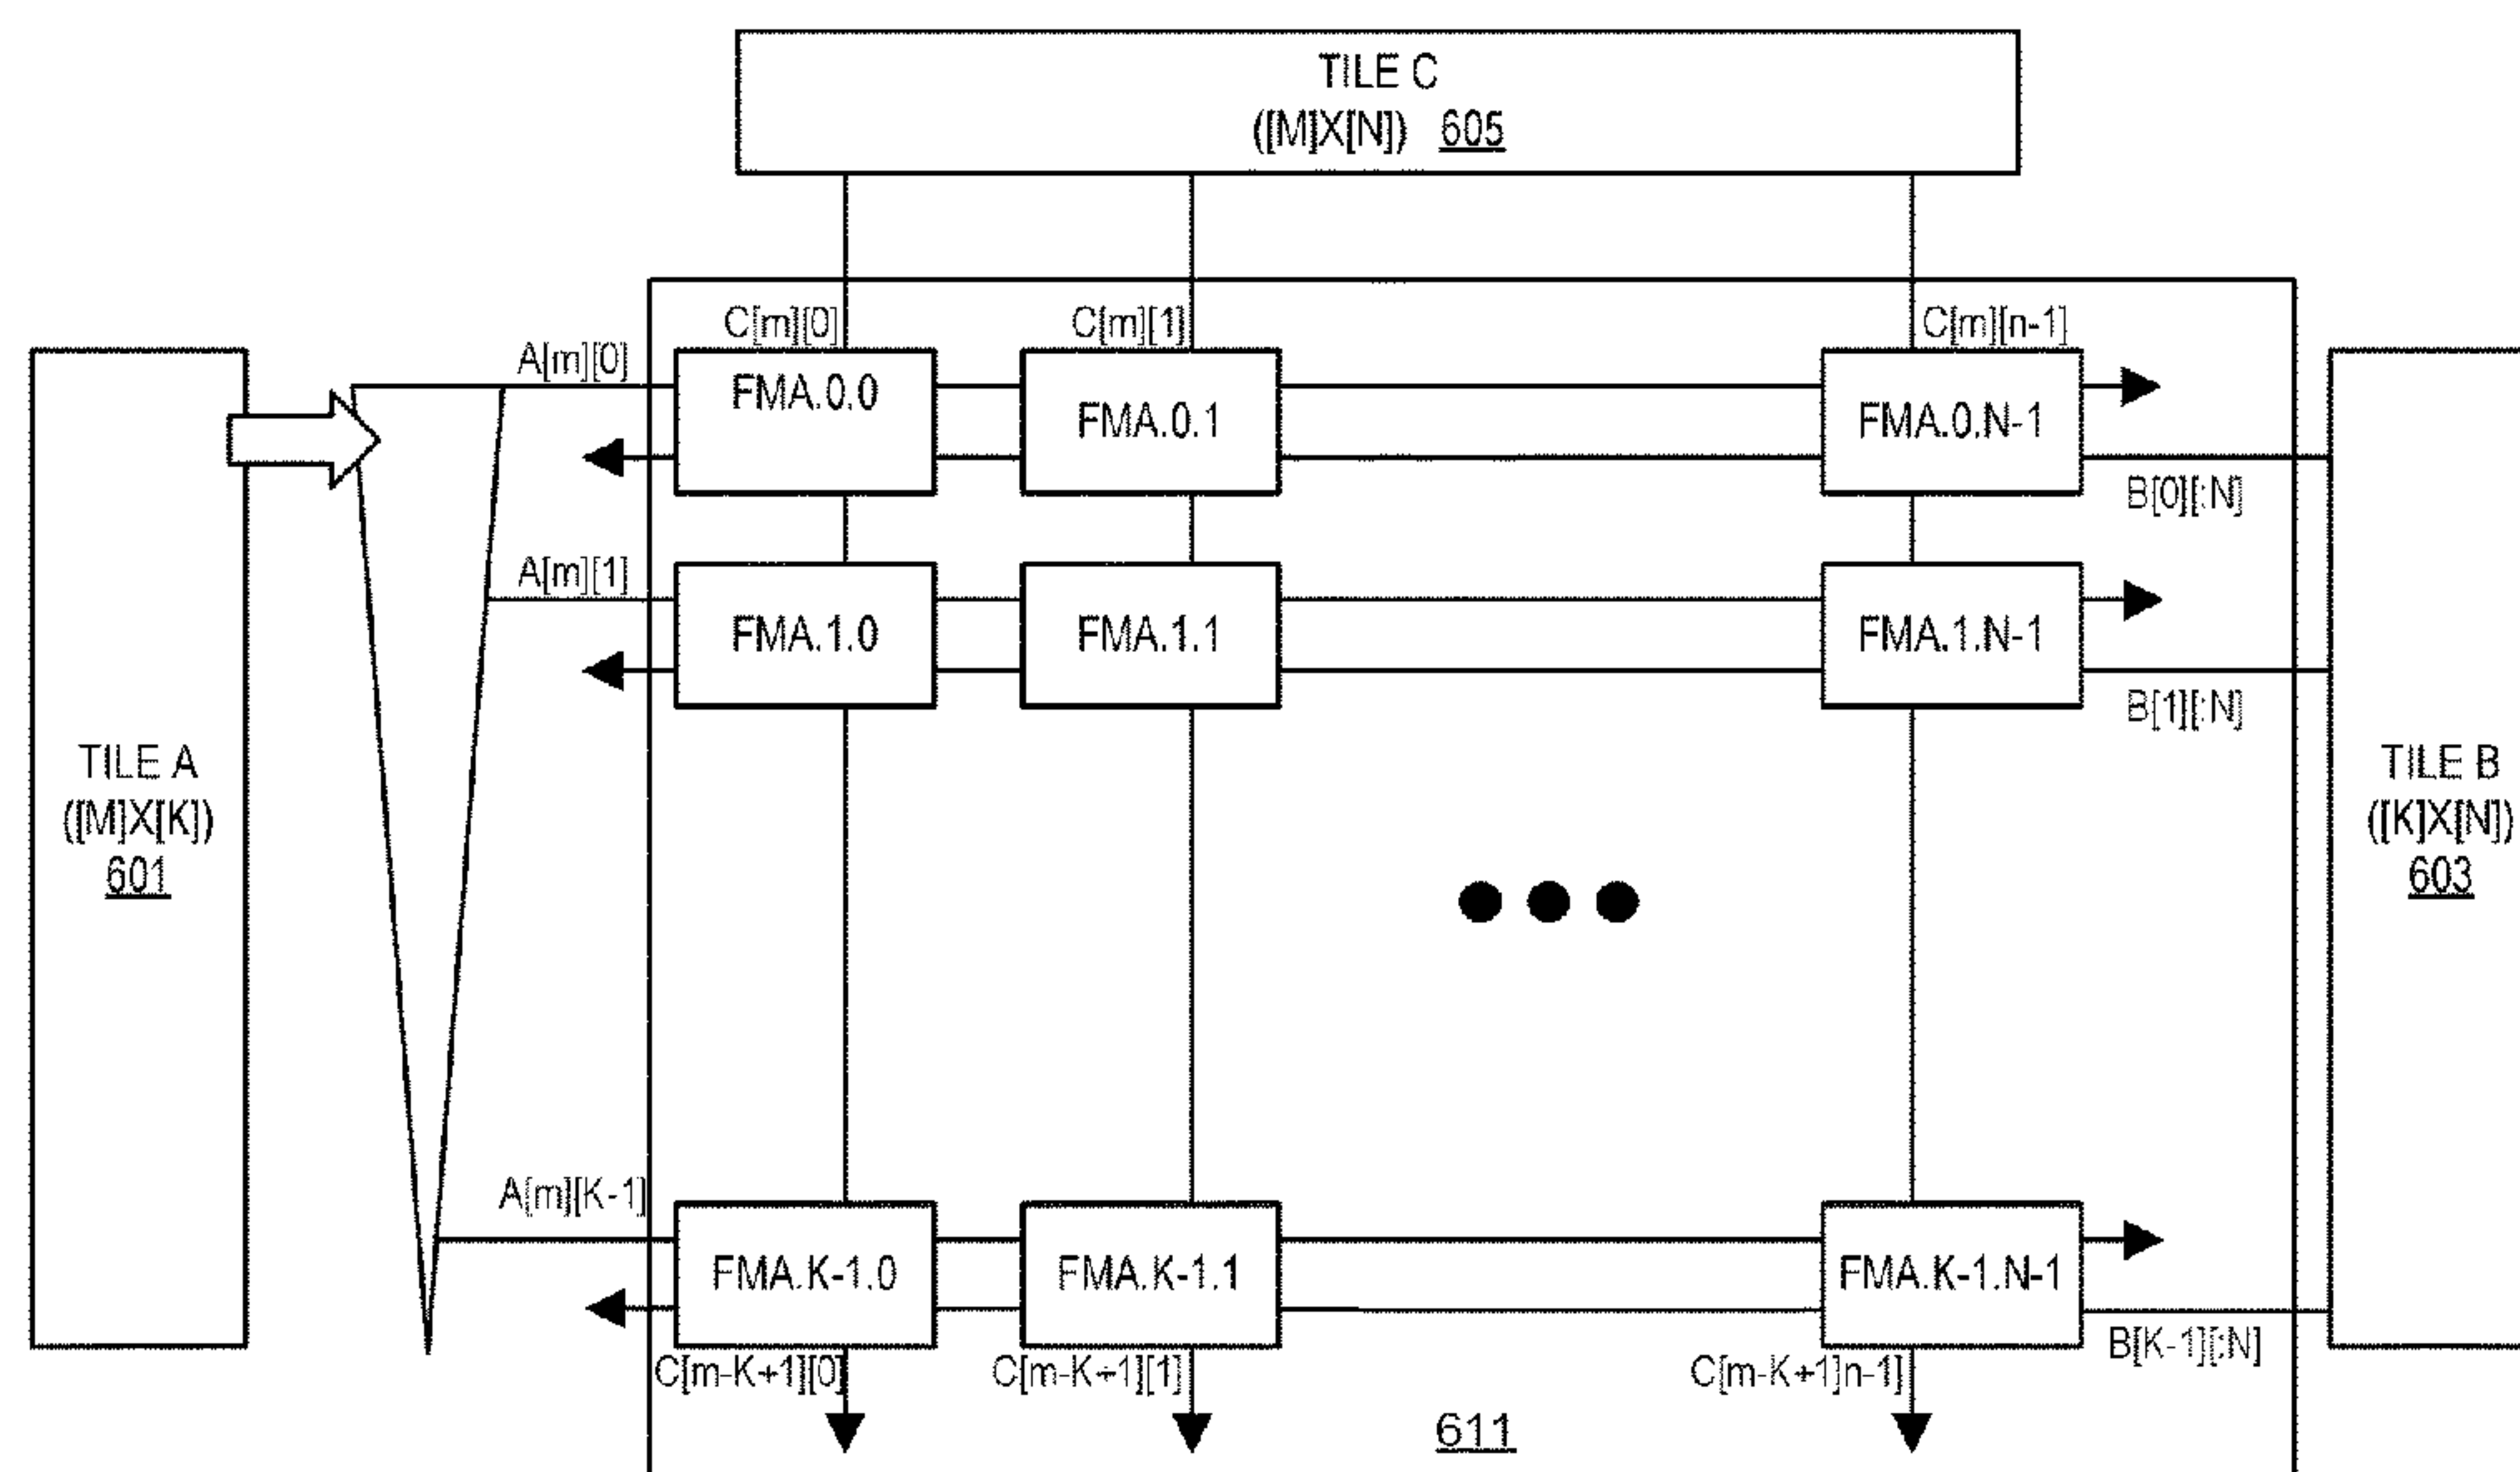 TILE C
([M]X[N]) 605
C[m][0] C[m][1] C[m][n-1]
A[m][0]
FMA.0.0 FMA.0.1 FMA.0.N-1
B[0][:N]
A[m][1]
FMA.1.0 FMA.1.1 FMA.1.N-1
B[1][:N]
TILE A
([M]X[K])
601
TILE B
([K]X[N])
603
A[m][K-1]
FMA.K-1.0 FMA.K-1.1 FMA.K-1.N-1
B[K-1][:N]
C[m-K+1][0] C[m-K+1][1] C[m-K+1]n-1]
611